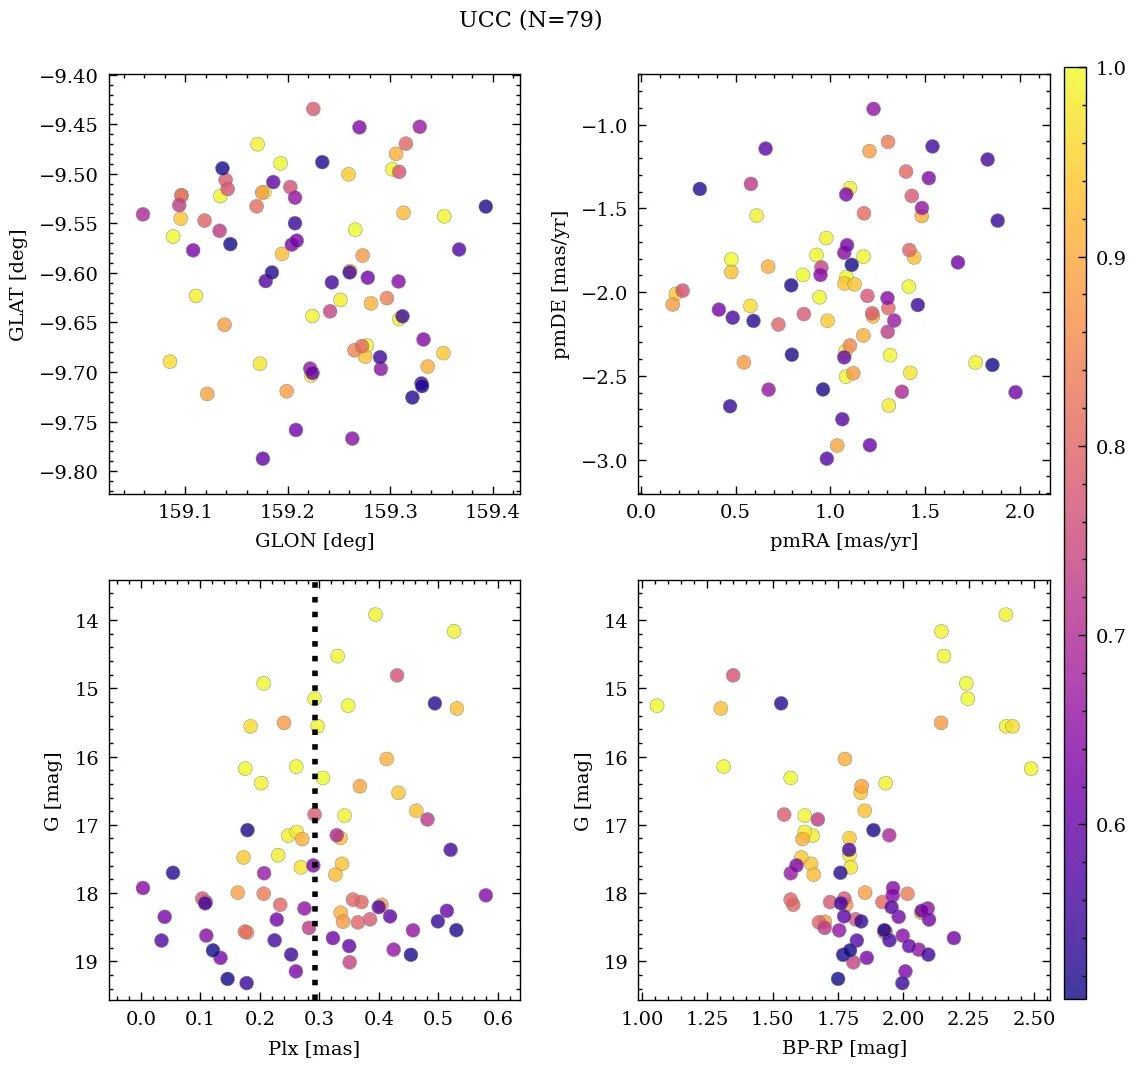 UCC (N=79)
−9.40
−9.45
−9.50
−9.55
−9.60
−9.65
−9.70
−9.75
−9.80
GLAT [deg]
159.1 159.2 159.3 159.4
GLON [deg]
−1.0
−1.5
−2.0
−2.5
−3.0
pmDE [mas/yr]
0.0 0.5 1.0 1.5 2.0
pmRA [mas/yr]
14
15
16
17
18
19
G [mag]
0.0 0.1 0.2 0.3 0.4 0.5 0.6
Plx [mas]
14
15
16
17
18
19
G [mag]
1.00 1.25 1.50 1.75 2.00 2.25 2.50
BP-RP [mag]
1.0
0.9
0.8
0.7
0.6